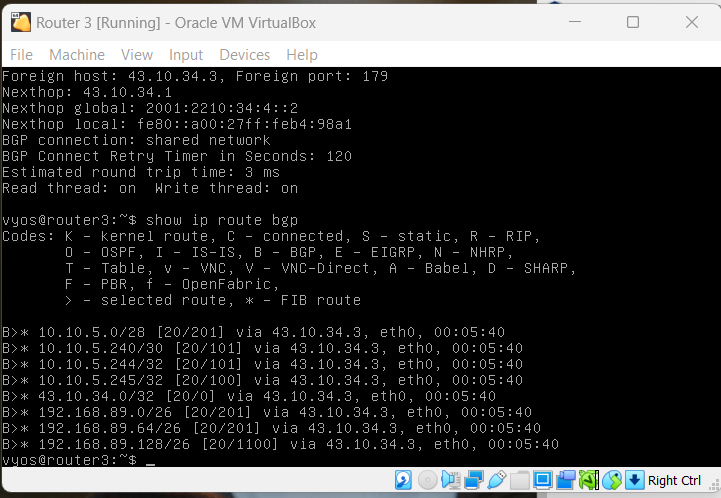 Router 3 [Running] - Oracle VM VirtualBox
File Machine View Input Devices Help
Foreign host: 43.10.34.3, Foreign port: 179
Nexthop: 43.10.34.1
Nexthop global: 2001:2210:34:4::2
Nexthop local: fe80::a00:27ff:feb4:98a1
BGP connection: shared network
BGP Connect Retry Timer in Seconds: 120
Estimated round trip time: 3 ms
Read thread: on  Write thread: on
vyos@router3:~$ show ip route bgp
Codes: K - kernel route, C - connected, S - static, R - RIP,
O - OSPF, I - IS-IS, B - BGP, E - EIGRP, N - NHRP,
T - Table, v - VNC, V - VNC-Direct, A - Babel, D - SHARP,
F - PBR, f - OpenFabric,
> - selected route, * - FIB route
B>* 10.10.5.0/28 [20/201] via 43.10.34.3, eth0, 00:05:40
B>* 10.10.5.240/30 [20/101] via 43.10.34.3, eth0, 00:05:40
B>* 10.10.5.244/32 [20/101] via 43.10.34.3, eth0, 00:05:40
B>* 10.10.5.245/32 [20/100] via 43.10.34.3, eth0, 00:05:40
B>* 43.10.34.0/32 [20/0] via 43.10.34.3, eth0, 00:05:40
B>* 192.168.89.0/26 [20/201] via 43.10.34.3, eth0, 00:05:40
B>* 192.168.89.64/26 [20/201] via 43.10.34.3, eth0, 00:05:40
B>* 192.168.89.128/26 [20/1100] via 43.10.34.3, eth0, 00:05:40
vyos@router3:~$ _
Right Ctrl